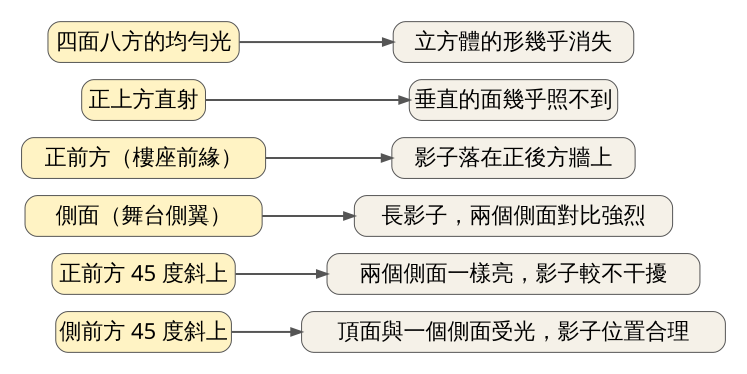 四面八方的均勻光
立方體的形幾乎消失
正上方直射
垂直的面幾乎照不到
正前方（樓座前緣）
影子落在正後方牆上
側面（舞台側翼）
長影子，兩個側面對比強烈
正前方 45 度斜上
兩個側面一樣亮，影子較不干擾
側前方 45 度斜上
頂面與一個側面受光，影子位置合理